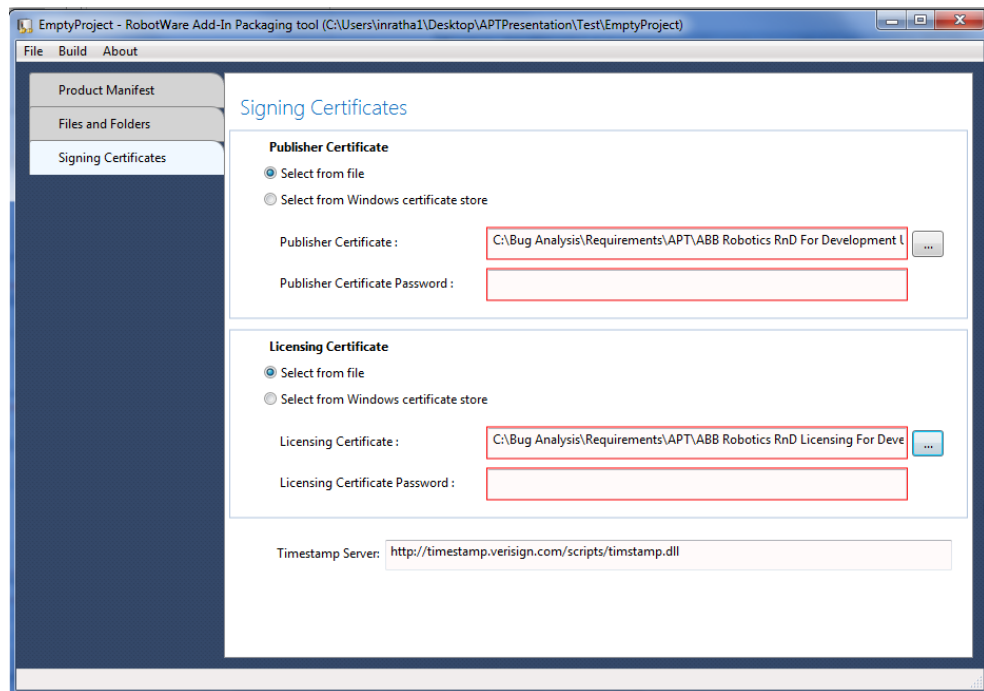 EmptyProject - RobotWare Add-In Packaging tool (C:\Users\inratha1\Desktop\APTPresentation\Test\EmptyProject)
File Build About
Product Manifest
Files and Folders
Signing Certificates
Signing Certificates
Publisher Certificate
Select from file
Select from Windows certificate store
Publisher Certificate : C:\Bug Analysis\Requirements\APT\ABB Robotics RnD For Development ...
Publisher Certificate Password :
Licensing Certificate
Select from file
Select from Windows certificate store
Licensing Certificate : C:\Bug Analysis\Requirements\APT\ABB Robotics RnD Licensing For Deve ...
Licensing Certificate Password :
Timestamp Server: http://timestamp.verisign.com/scripts/timstamp.dll